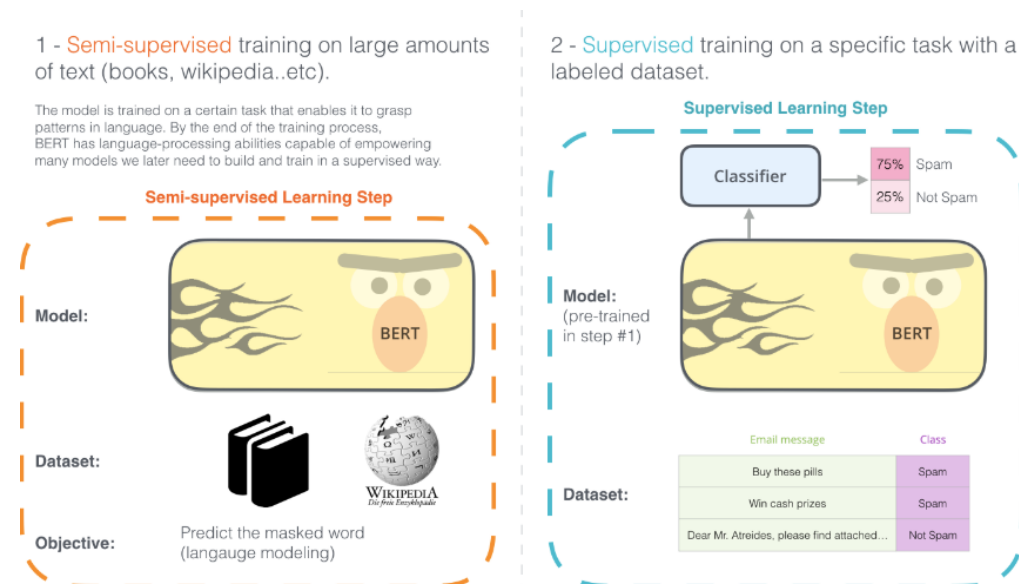 1 - Semi-supervised training on large amounts
of text (books, wikipedia..etc).
The model is trained on a certain task that enables it to grasp
patterns in language. By the end of the training process,
BERT has language-processing abilities capable of empowering
many models we later need to build and train in a supervised way.
Semi-supervised Learning Step
Model:
BERT
Dataset:
WIKIPEDIA
Die freie Enzyklopädie
Objective:
Predict the masked word
(langauge modeling)
2 - Supervised training on a specific task with a
labeled dataset.
Supervised Learning Step
Classifier
75% Spam
25% Not Spam
Model:
(pre-trained
in step #1)
BERT
Dataset:
Email message Class
Buy these pills Spam
Win cash prizes Spam
Dear Mr. Atreides, please find attached... Not Spam